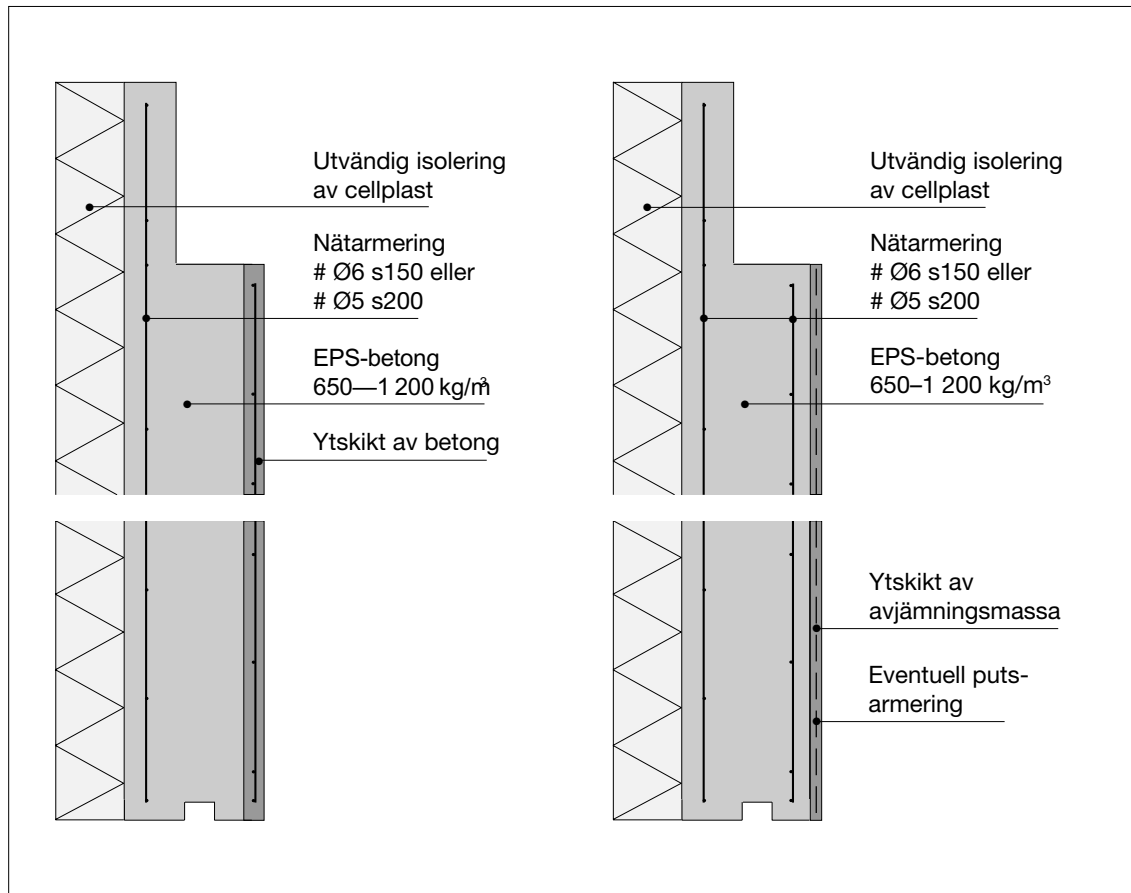 Utvändig isolering
av cellplast
Nätarmering
# Ø6 s150 eller
# Ø5 s200
EPS-betong
650—1 200 kg/m³
Ytskikt av betong
Utvändig isolering
av cellplast
Nätarmering
# Ø6 s150 eller
# Ø5 s200
EPS-betong
650–1 200 kg/m³
Ytskikt av
avjämningsmassa
Eventuell puts-
armering